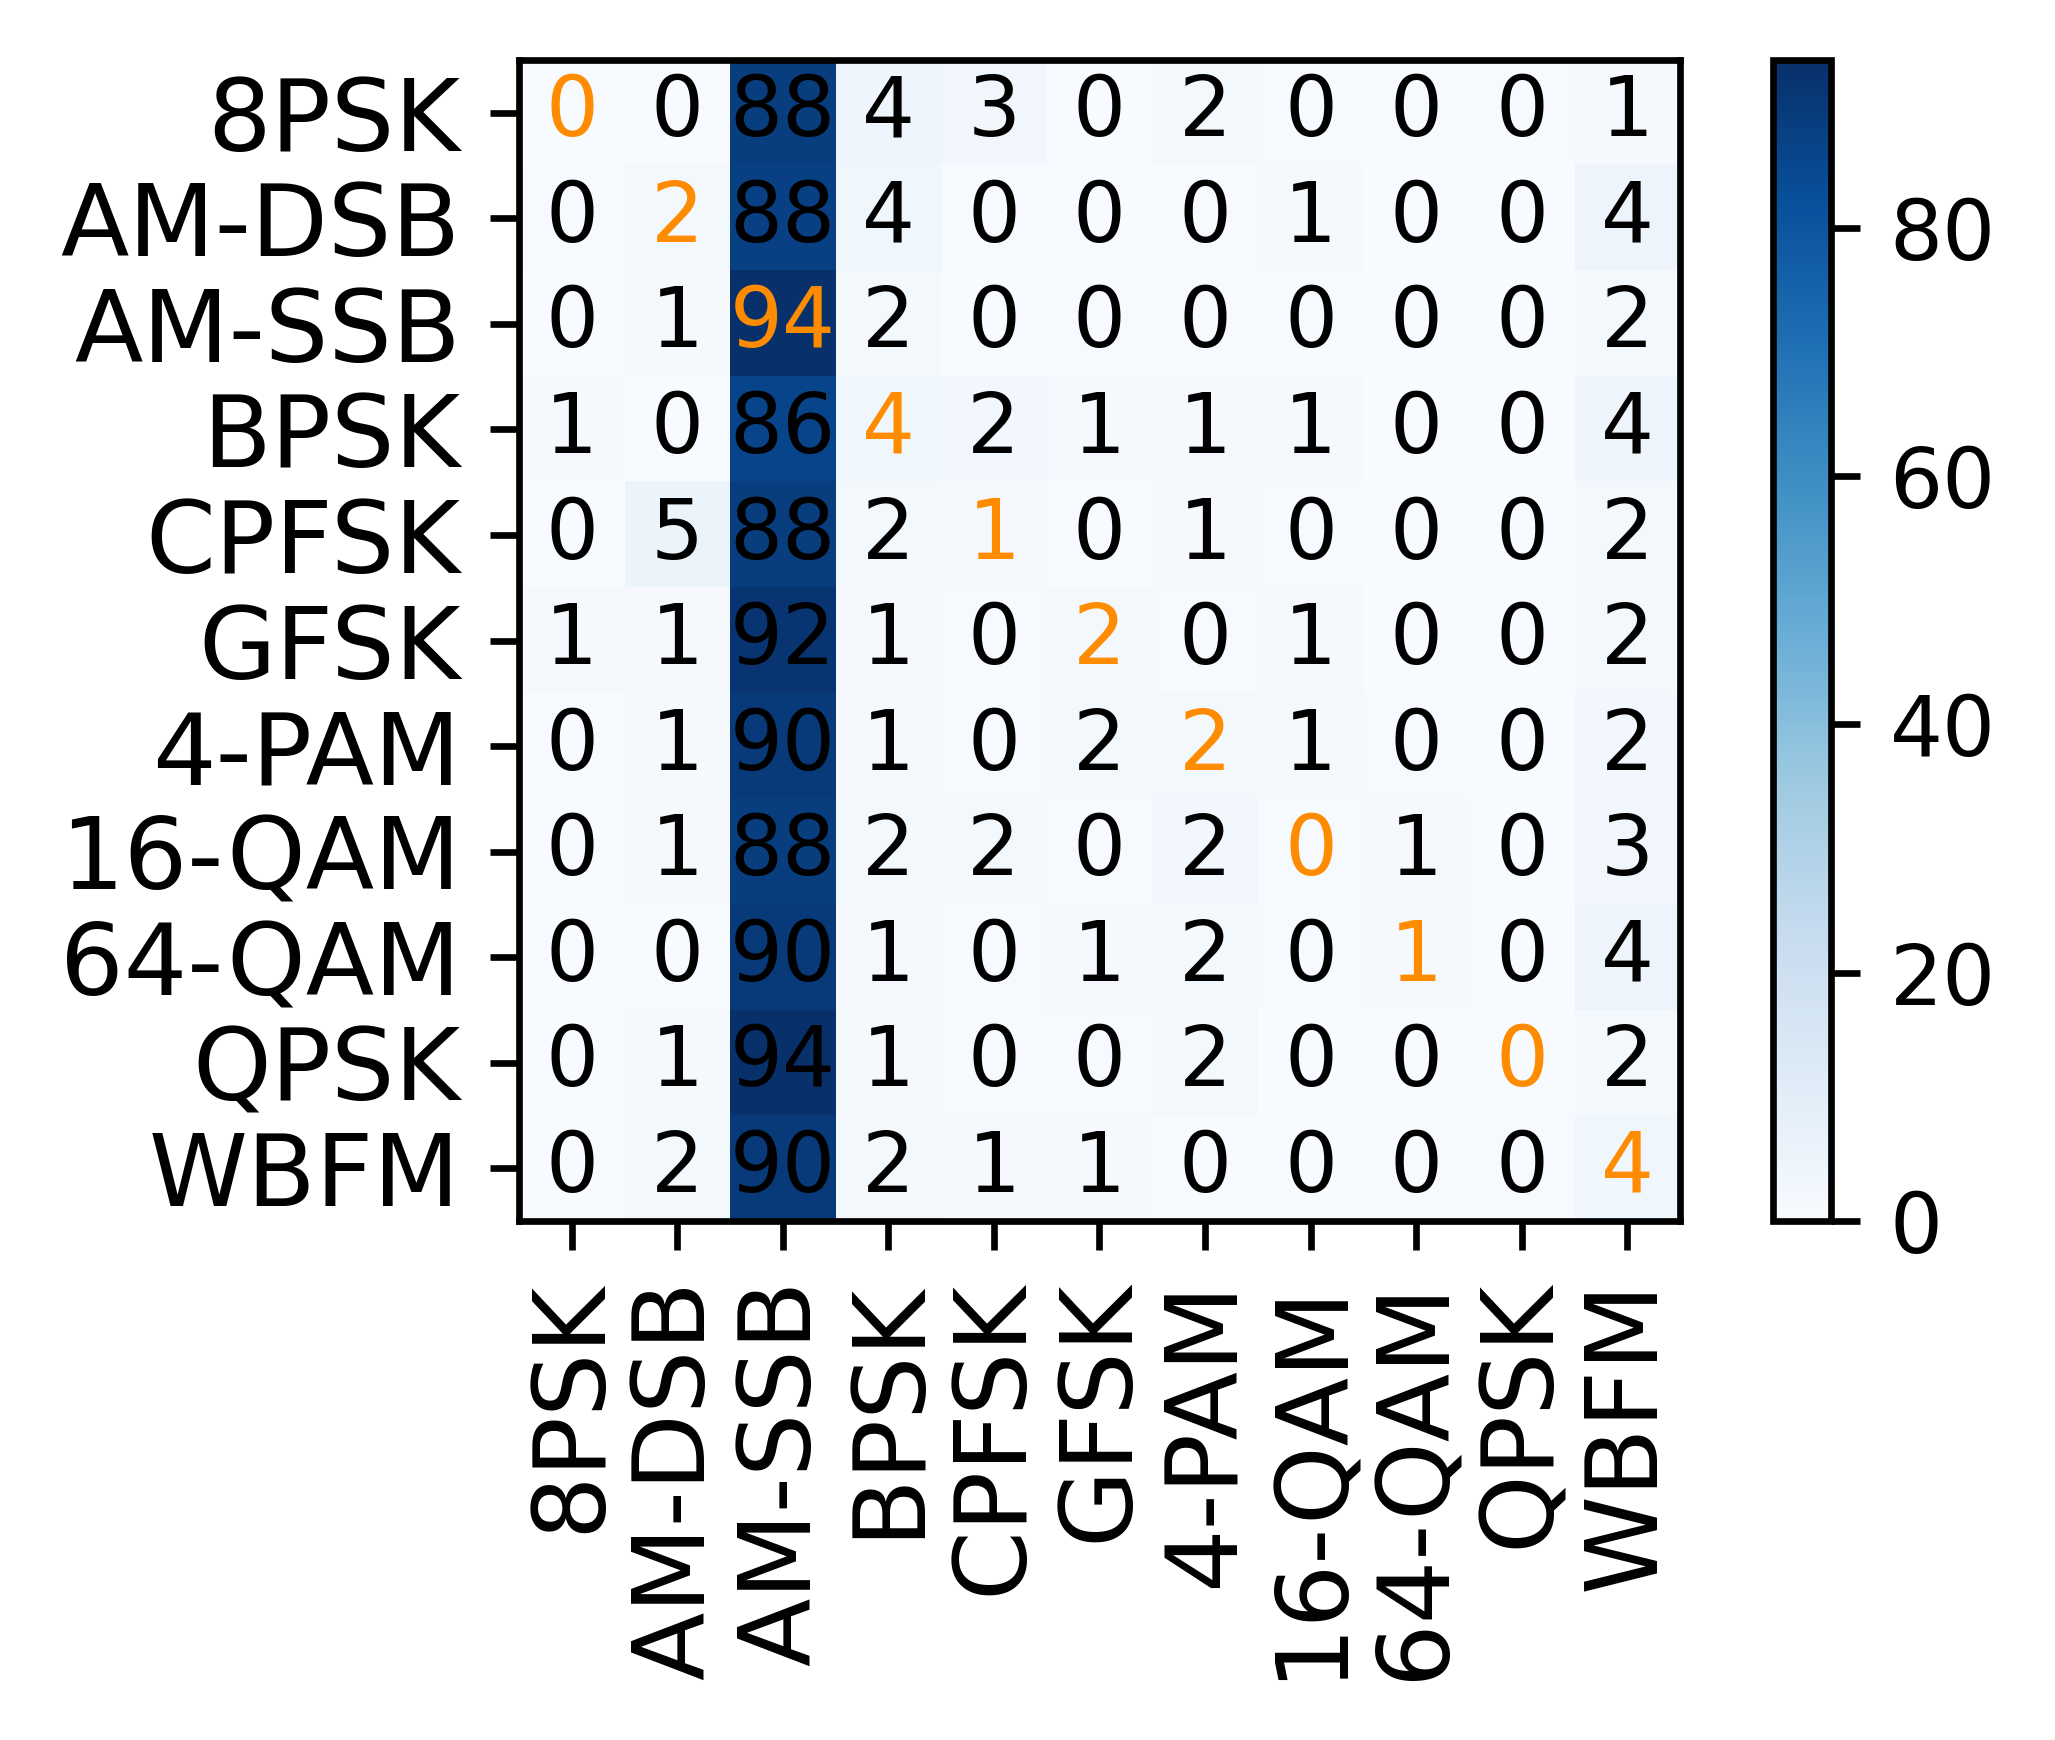 8PSK 0 0 88 4 3 0 2 0 0 0 1
AM-DSB 0 2 88 4 0 0 0 1 0 0 4
AM-SSB 0 1 94 2 0 0 0 0 0 0 2
BPSK 1 0 86 4 2 1 1 1 0 0 4
CPFSK 0 5 88 2 1 0 1 0 0 0 2
GFSK 1 1 92 1 0 2 0 1 0 0 2
4-PAM 0 1 90 1 0 2 2 1 0 0 2
16-QAM 0 1 88 2 2 0 2 0 1 0 3
64-QAM 0 0 90 1 0 1 2 0 1 0 4
QPSK 0 1 94 1 0 0 2 0 0 0 2
WBFM 0 2 90 2 1 1 0 0 0 0 4
8PSK AM-DSB AM-SSB BPSK CPFSK GFSK 4-PAM 16-QAM 64-QAM QPSK WBFM
80
60
40
20
0